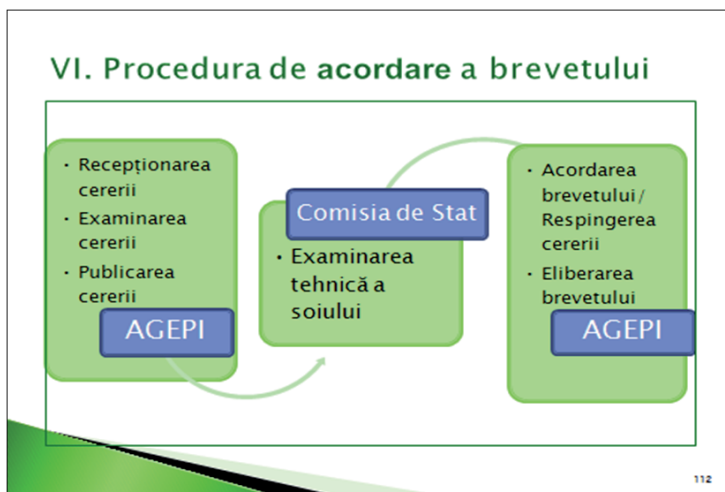 VI. Procedura de acordare a brevetului
• Recepționarea
cererii
• Examinarea
cererii
• Publicarea
cererii
AGEPI
Comisia de Stat
• Examinarea
tehnică a
soiului
• Acordarea
brevetului/
Respingerea
cererii
• Eliberarea
brevetului
AGEPI
112